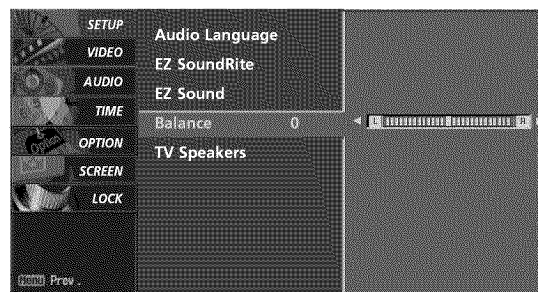 SETUP
VIDEO
AUDIO
TIME
OPTION
SCREEN
LOCK
Audio Language
EZ SoundRite
EZ Sound
Balance 0
TV Speakers
L R
Menu Prev.